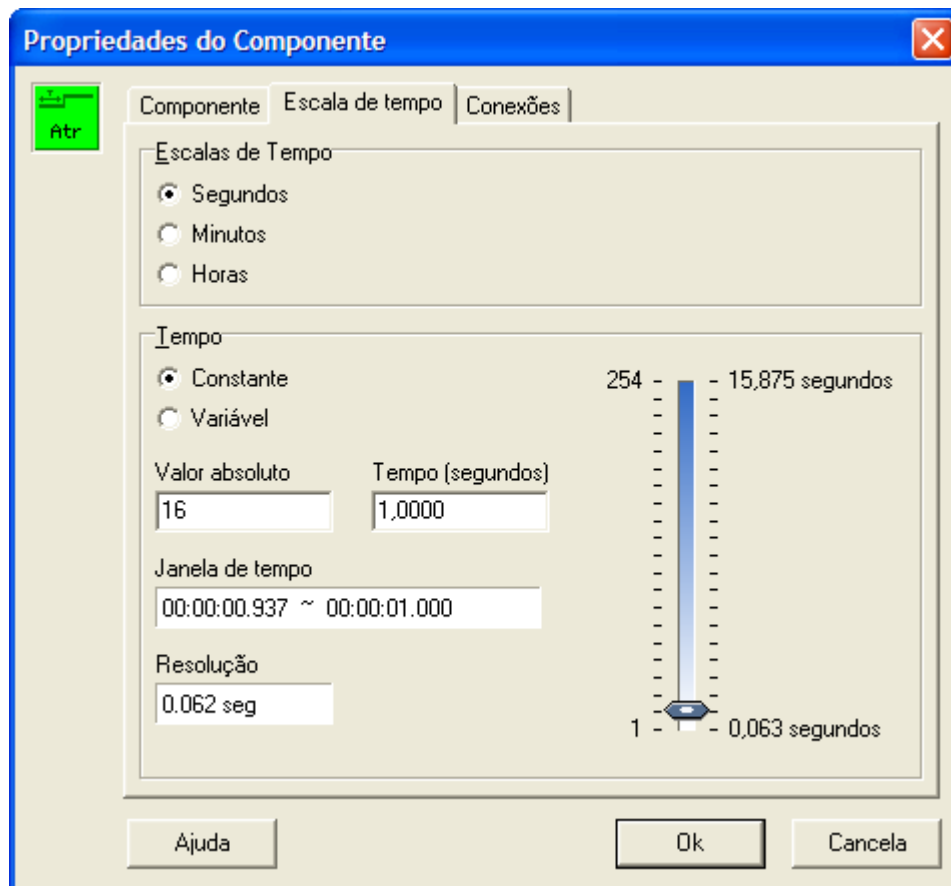 Propriedades do Componente
Atr
Componente Escala de tempo Conexões
Escalas de Tempo
Segundos
Minutos
Horas
Tempo
Constante
Variável
254 15,875 segundos
Valor absoluto Tempo (segundos)
16 1,0000
Janela de tempo
00:00:00.937 ~ 00:00:01.000
Resolução
0.062 seg
1 0,063 segundos
Ajuda Ok Cancela